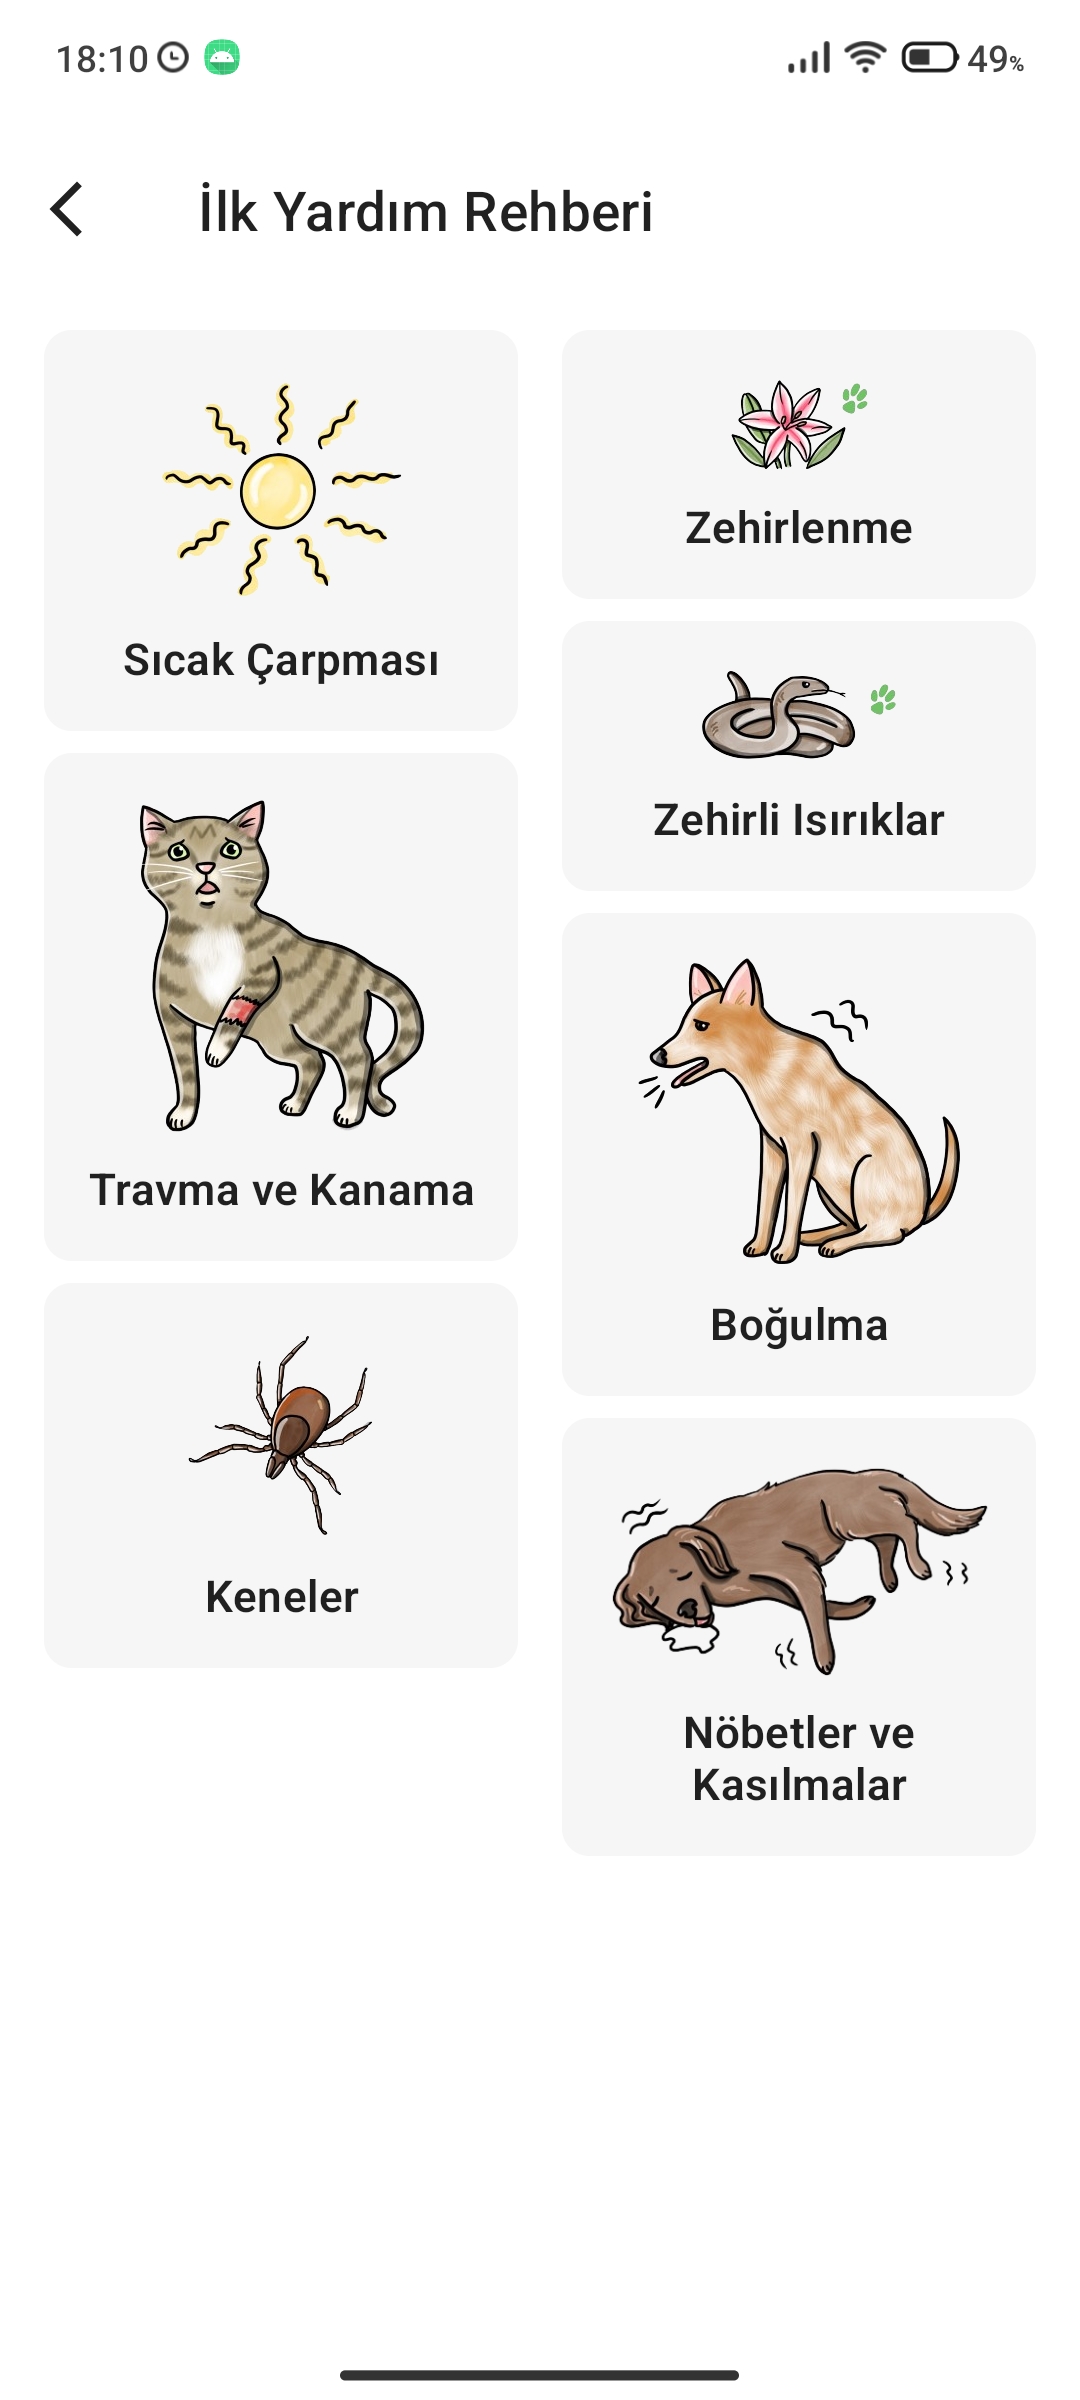 18:10
49%
İlk Yardım Rehberi
Sıcak Çarpması
Zehirlenme
Zehirli Isırıklar
Travma ve Kanama
Boğulma
Keneler
Nöbetler ve
Kasılmalar